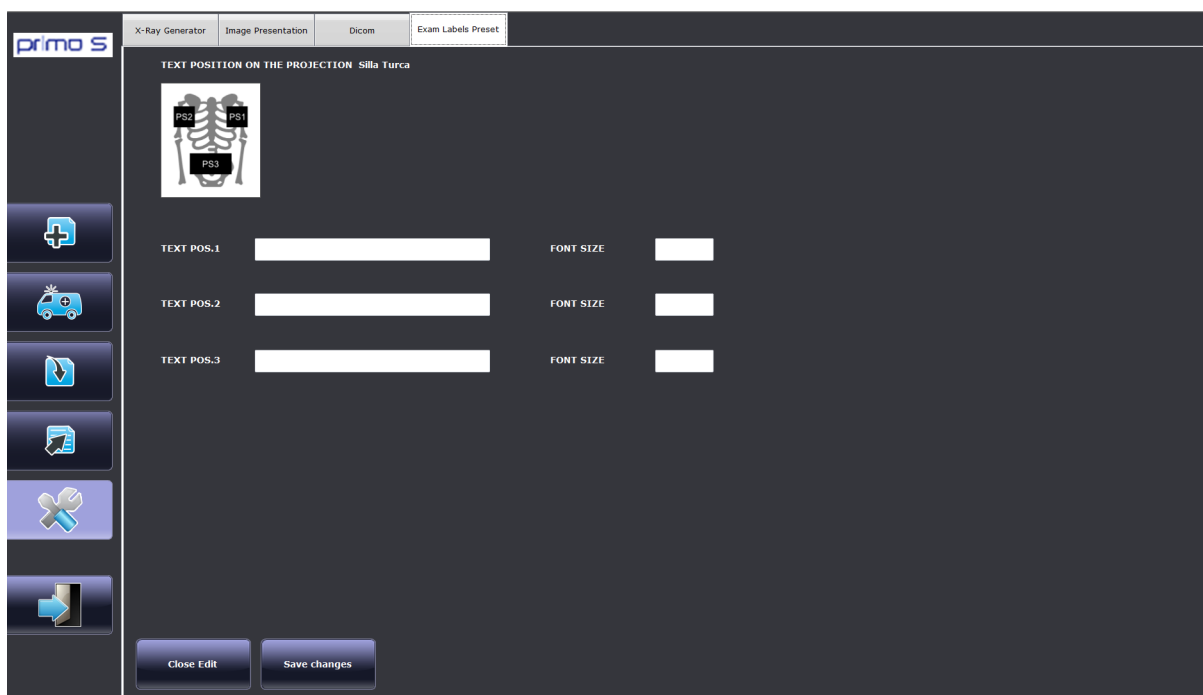 primo S
X-Ray Generator
Image Presentation
Dicom
Exam Labels Preset
TEXT POSITION ON THE PROJECTION Silla Turca
PS2 PS1
PS3
TEXT POS.1 FONT SIZE
TEXT POS.2 FONT SIZE
TEXT POS.3 FONT SIZE
Close Edit
Save changes